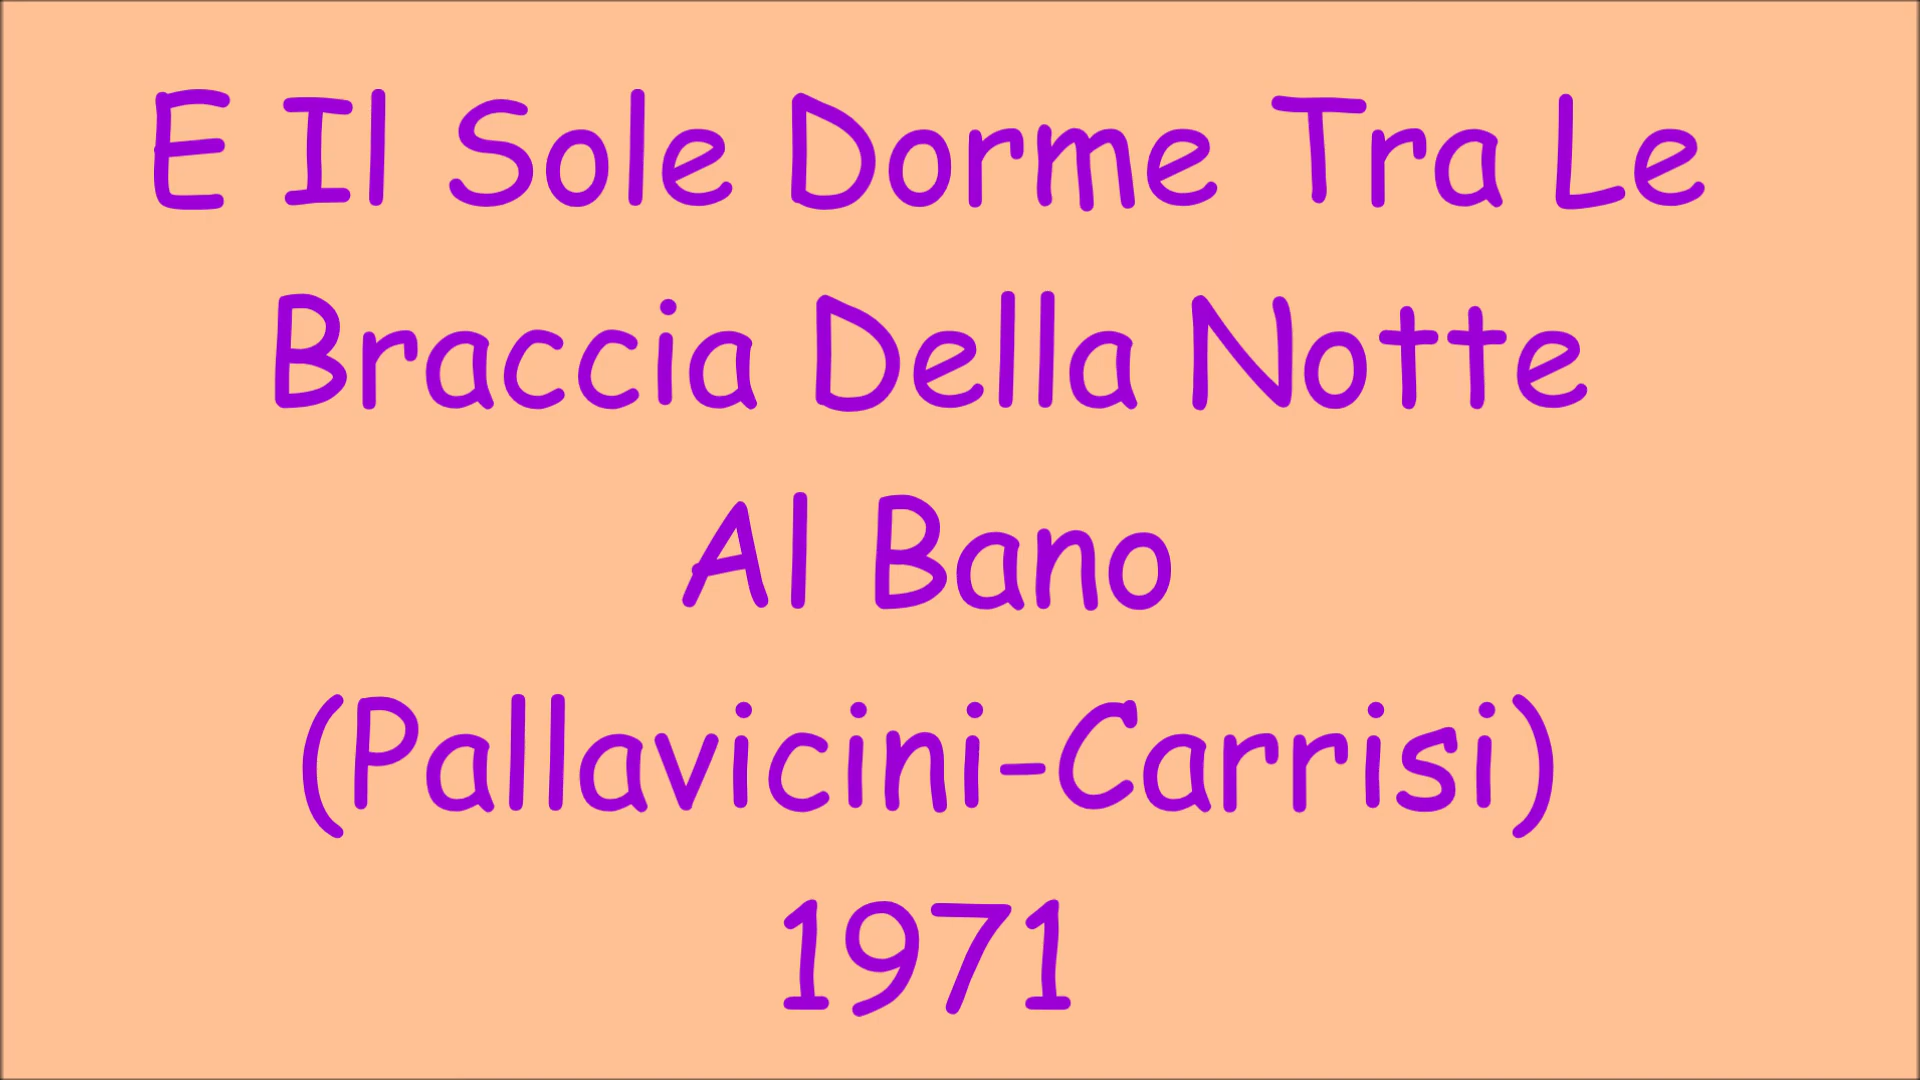 E Il Sole Dorme Tra Le
Braccia Della Notte
Al Bano
(Pallavicini-Carrisi)
1971